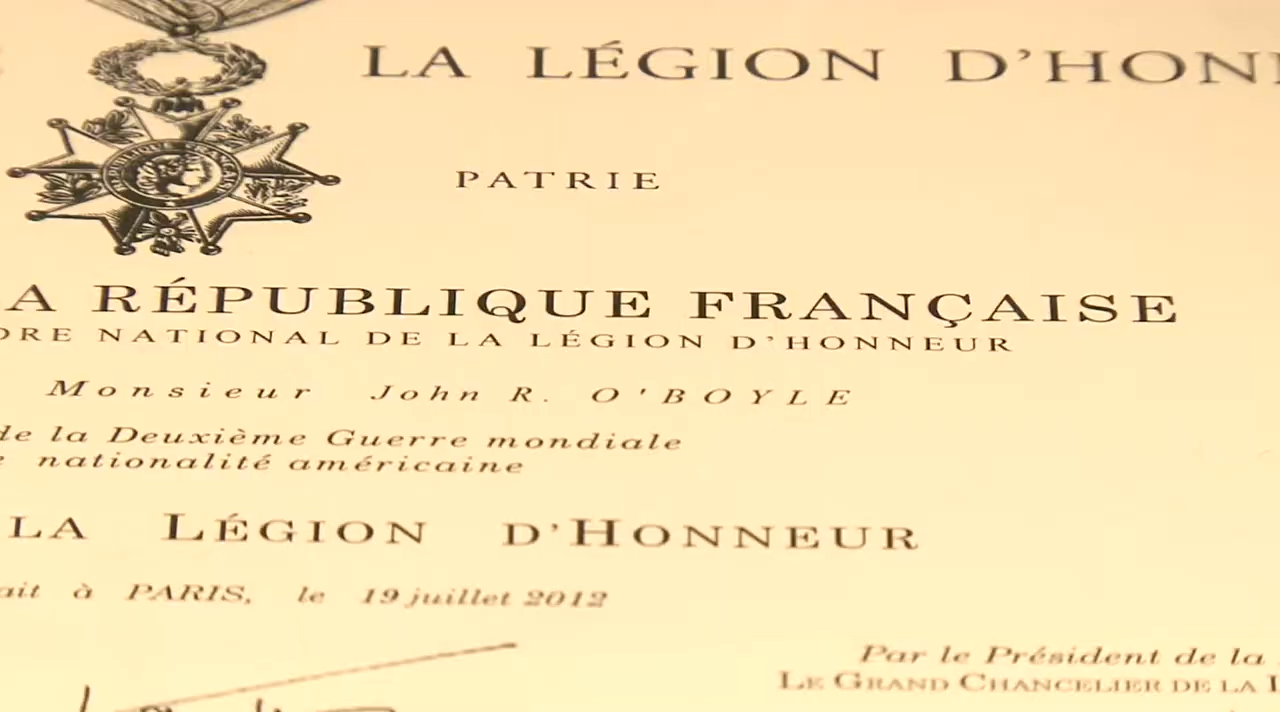 LA LÉGION D'HON
PATRIE
A RÉPUBLIQUE FRANÇAISE
DRE NATIONAL DE LA LÉGION D'HONNEUR
Monsieur John R. O'BOYLE
de la Deuxième Guerre mondiale
nationalité américaine
LA LÉGION D'HONNEUR
ait à PARIS, le 19 juillet 2012
Par le Président de la
LE GRAND CHANCELIER DE LA